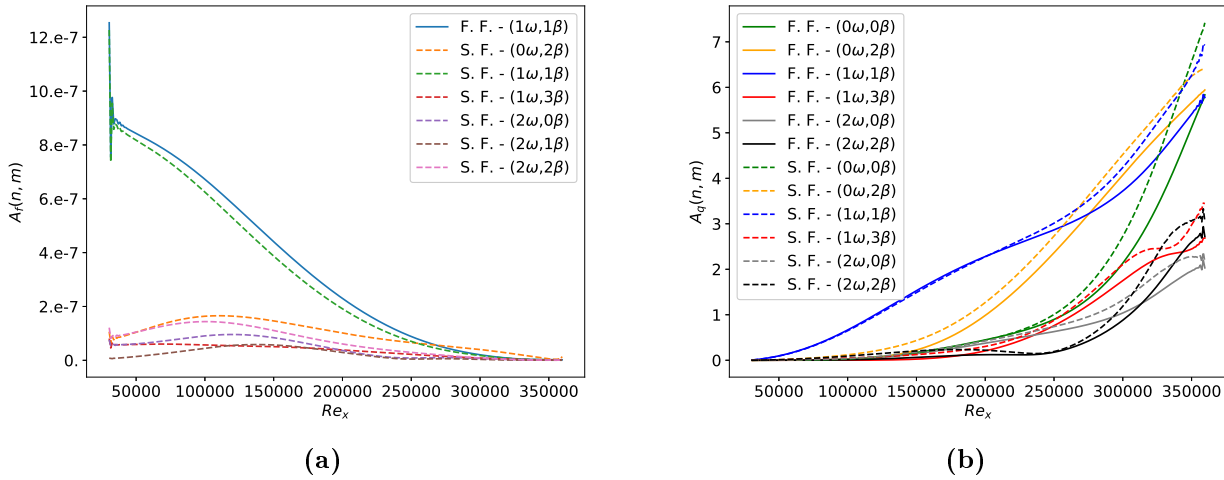 12.e-7
10.e-7
8.e-7
6.e-7
4.e-7
2.e-7
0.
A_f(n, m)
50000 100000 150000 200000 250000 300000 350000
Re_x
F. F. - (1ω,1β)
S. F. - (0ω,2β)
S. F. - (1ω,1β)
S. F. - (1ω,3β)
S. F. - (2ω,0β)
S. F. - (2ω,1β)
S. F. - (2ω,2β)
(a)
7
6
5
4
3
2
1
0
A_q(n, m)
50000 100000 150000 200000 250000 300000 350000
Re_x
F. F. - (0ω,0β)
F. F. - (0ω,2β)
F. F. - (1ω,1β)
F. F. - (1ω,3β)
F. F. - (2ω,0β)
F. F. - (2ω,2β)
S. F. - (0ω,0β)
S. F. - (0ω,2β)
S. F. - (1ω,1β)
S. F. - (1ω,3β)
S. F. - (2ω,0β)
S. F. - (2ω,2β)
(b)